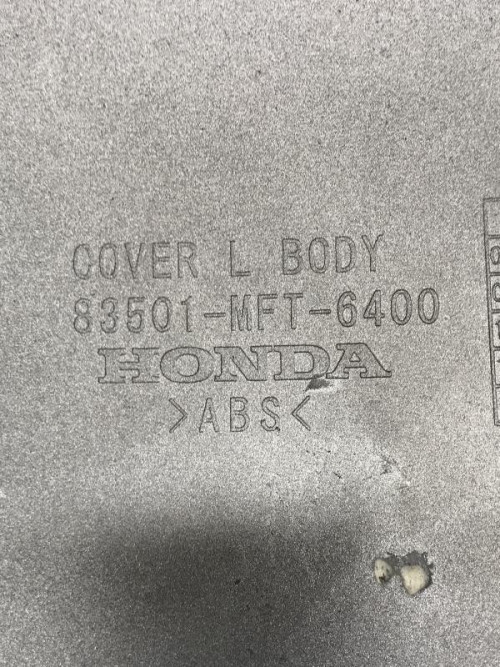 COVER L BODY
83501-MFT-6400
HONDA
>ABS<